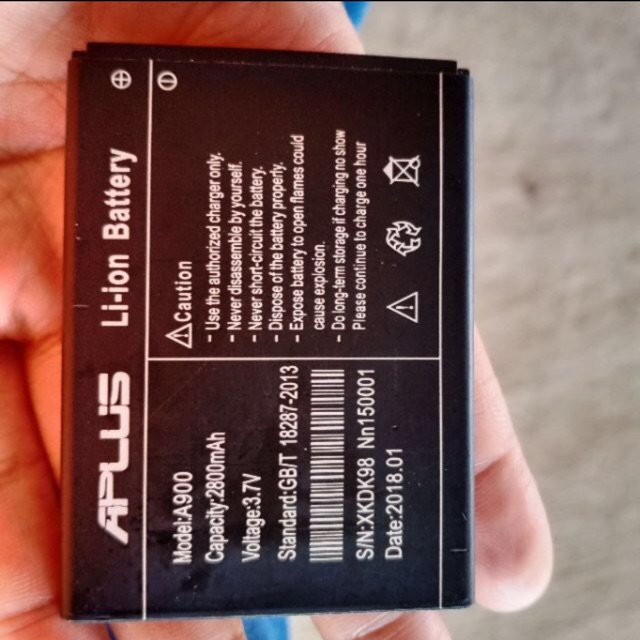 APLUS Li-ion Battery
Model:A900
Capacity:2800mAh
Voltage:3.7V
Standard:GB/T 18287-2013
S/N:XKDK98 Nn150001
Date:2018.01
Caution
- Use the authorized charger only.
- Never disassemble by yourself.
- Never short-circuit the battery.
- Dispose of the battery properly.
- Expose battery to open flames could
cause explosion.
- Do long-term storage if charging no show
Please continue to charge one hour